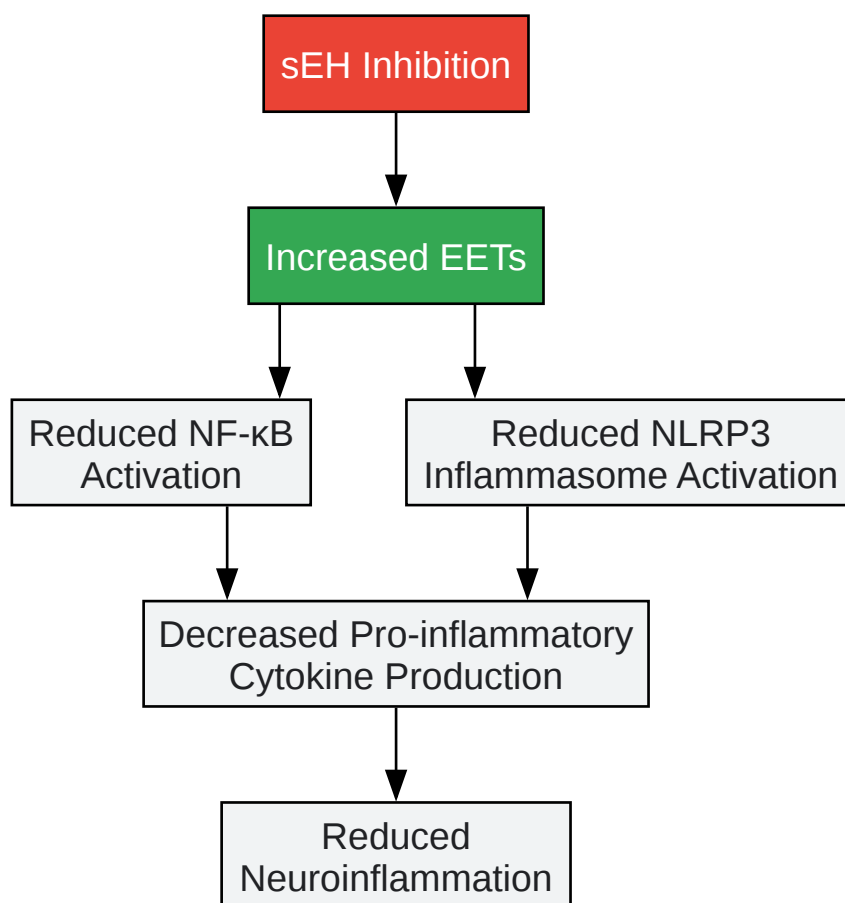 sEH Inhibition
Increased EETs
Reduced NF-κB
Activation
Reduced NLRP3
Inflammasome Activation
Decreased Pro-inflammatory
Cytokine Production
Reduced
Neuroinflammation